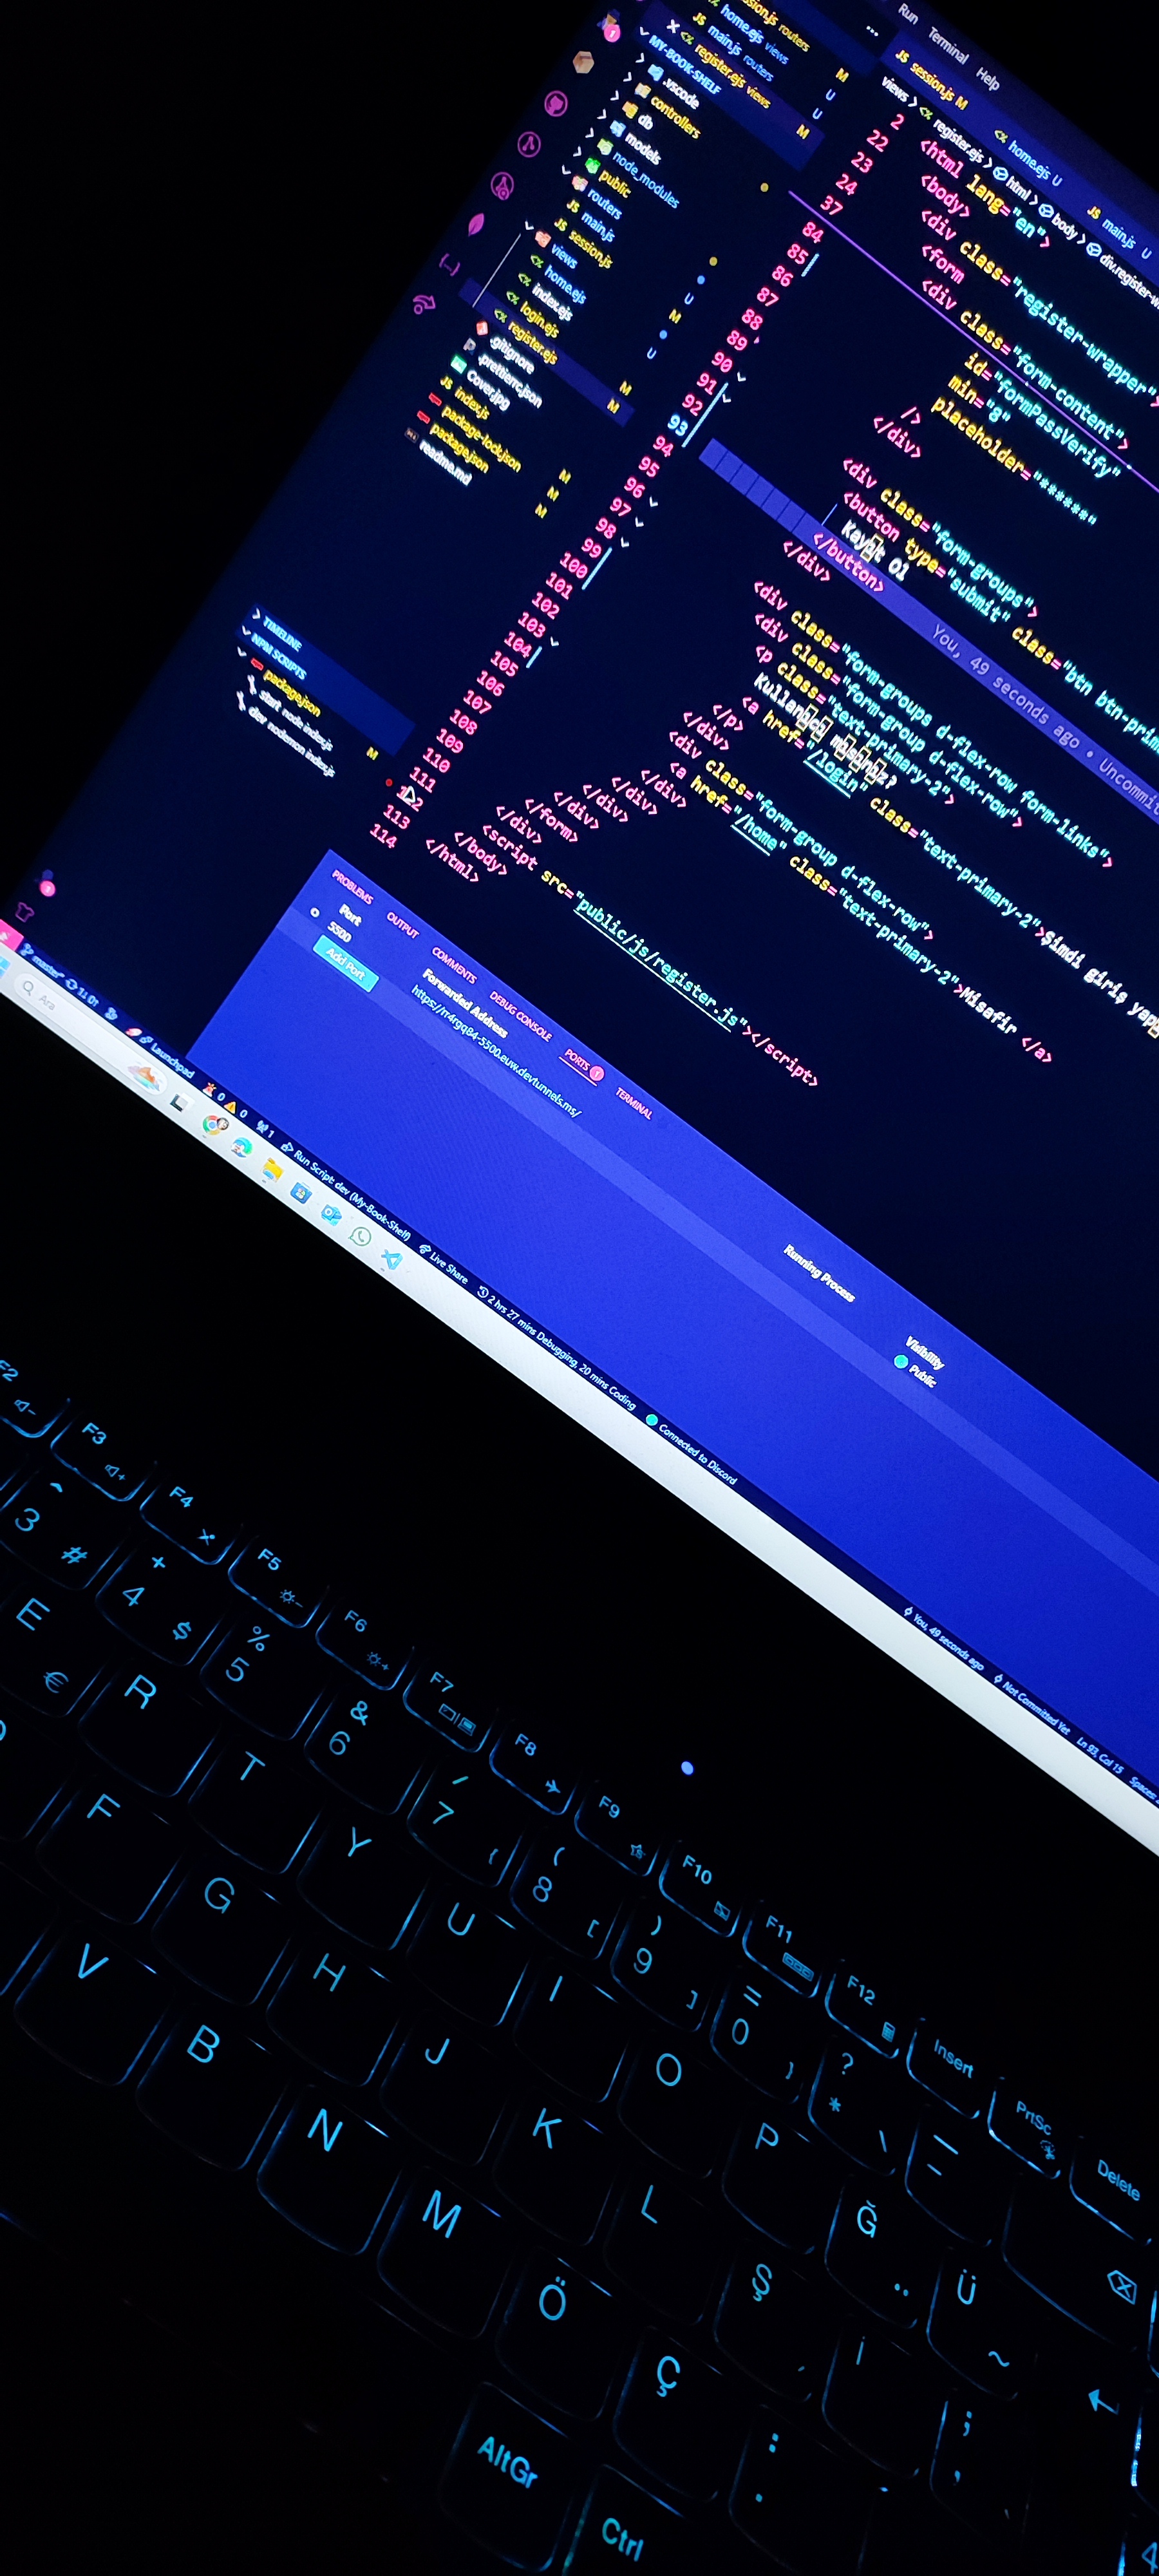 Run Terminal Help
session.js routers
home.ejs views U
main.js routers U
register.ejs views M
MY-BOOK-SHELF
.vscode
controllers
db
models
node_modules
public
routers
main.js U
session.js M
views
home.ejs U
index.ejs
login.ejs M
register.ejs M
.gitignore
.prettierrc.json
Cover.jpg
index.js M
package-lock.json M
package.json M
readme.md
TIMELINE
NPM SCRIPTS
package.json M
start node index.js
dev nodemon index.js
JS session.js M
home.ejs U
JS main.js U
views > register.ejs > html > body >
2 <html lang="en">
22 <body>
23 <div class="register-wrapper">
24 <form
37 <div class="form-content">
84 id="formPassVerify"
85 min="8"
86 placeholder="******"
87 />
88 </div>
89
90 <div class="form-groups">
91 <button type="submit" class="btn btn-prim
92 Kayıt Ol
93 </button> You, 49 seconds ago • Uncommit
94 </div>
95
96 <div class="form-groups d-flex-row form-links">
97 <div class="form-group d-flex-row">
98 <p class="text-primary-2">
99 Kullanıcı mısınız?
100 <a href="/login" class="text-primary-2">Şimdi giriş yap
101 </p>
102 </div>
103 <div class="form-group d-flex-row">
104 <a href="/home" class="text-primary-2">Misafir </a>
105 </div>
106 </div>
107 </div>
108 </div>
109 </form>
110 </div>
111 <script src="public/js/register.js"></script>
112 </body>
113 </html>
114
PROBLEMS OUTPUT COMMENTS DEBUG CONSOLE PORTS 1 TERMINAL
Port Forwarded Address Running Process Visibility
5500 Public
Add Port
master* Launchpad 0 0 1 Run Script: dev (My-Book-Shelf) Live Share 2 hrs 27 mins Debugging, 20 mins Coding Connected to Discord You, 49 seconds ago Not Committed Yet Ln 93, Col 15 Spaces
Ara
F2 F3 F4 F5 F6 F7 F8 F9 F10 F11 F12 Insert PrtSc Delete
^ 3 # + 4 $ % 5 & 6 / 7 { ( 8 [ ) 9 ] = 0 } ? * \ _ -
E € R T Y U I O P Ğ ¨ Ü ~
F G H J K L Ş ´ İ ; ,
V B N M Ö Ç : .
AltGr Ctrl